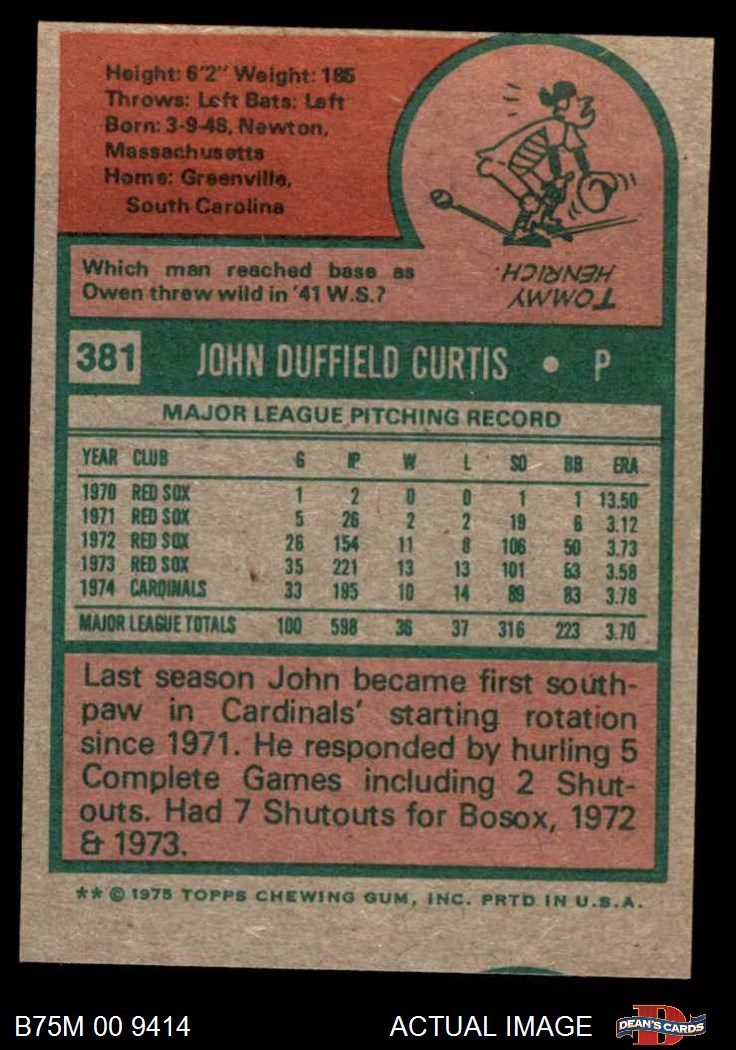 Height: 6'2" Weight: 185
Throws: Left Bats: Left
Born: 3-9-48, Newton,
Massachusetts
Home: Greenville,
South Carolina
Which man reached base as
Owen threw wild in '41 W.S.?
TOMMY
HENRICH.
381 JOHN DUFFIELD CURTIS • P
MAJOR LEAGUE PITCHING RECORD
YEAR CLUB G IP W L SO BB ERA
1970 RED SOX 1 2 0 0 1 1 13.50
1971 RED SOX 5 26 2 2 19 6 3.12
1972 RED SOX 26 154 11 8 106 50 3.73
1973 RED SOX 35 221 13 13 101 83 3.58
1974 CARDINALS 33 195 10 14 89 83 3.78
MAJOR LEAGUE TOTALS 100 598 36 37 316 223 3.70
Last season John became first south-
paw in Cardinals' starting rotation
since 1971. He responded by hurling 5
Complete Games including 2 Shut-
outs. Had 7 Shutouts for Bosox, 1972
& 1973.
** © 1975 TOPPS CHEWING GUM, INC. PRTD IN U.S.A.
B75M 00 9414 ACTUAL IMAGE D DEAN'S CARDS